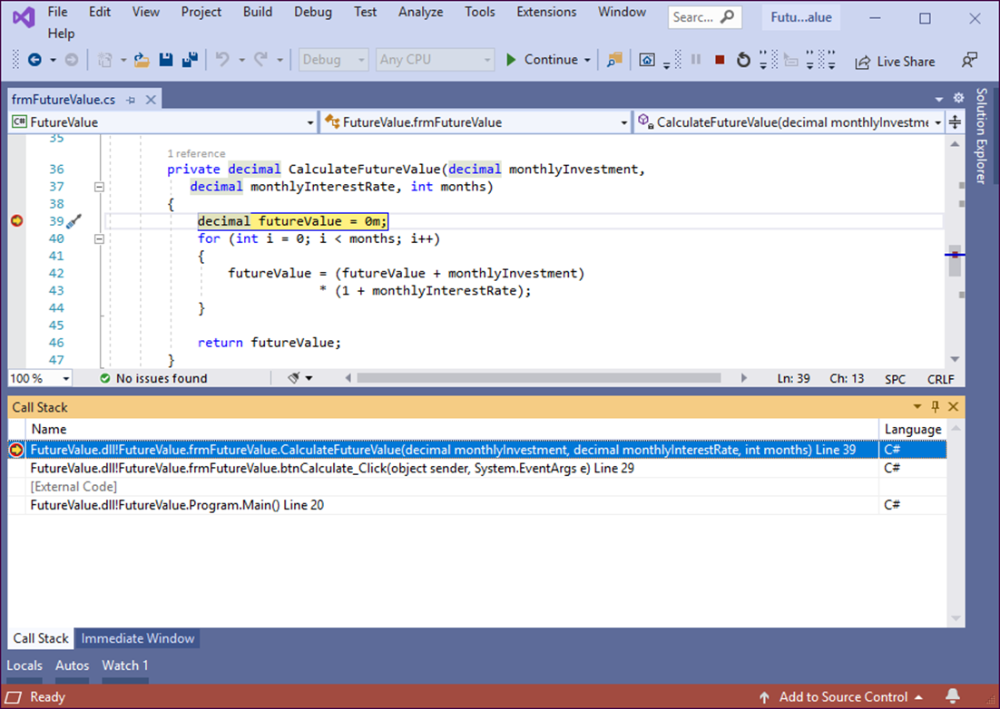 File Edit View Project Build Debug Test Analyze Tools Extensions Window
Help
Searc...
Futu...alue
Debug
Any CPU
Continue
Live Share
frmFutureValue.cs
C# FutureValue
FutureValue.frmFutureValue
CalculateFutureValue(decimal monthlyInvestme
Solution Explorer
35
1 reference
36 private decimal CalculateFutureValue(decimal monthlyInvestment,
37 decimal monthlyInterestRate, int months)
38 {
39 decimal futureValue = 0m;
40 for (int i = 0; i < months; i++)
41 {
42 futureValue = (futureValue + monthlyInvestment)
43 * (1 + monthlyInterestRate);
44 }
45
46 return futureValue;
47 }
100 % No issues found Ln: 39 Ch: 13 SPC CRLF
Call Stack
Name Language
FutureValue.dll!FutureValue.frmFutureValue.CalculateFutureValue(decimal monthlyInvestment, decimal monthlyInterestRate, int months) Line 39 C#
FutureValue.dll!FutureValue.frmFutureValue.btnCalculate_Click(object sender, System.EventArgs e) Line 29 C#
[External Code]
FutureValue.dll!FutureValue.Program.Main() Line 20 C#
Call Stack Immediate Window
Locals Autos Watch 1
Ready Add to Source Control